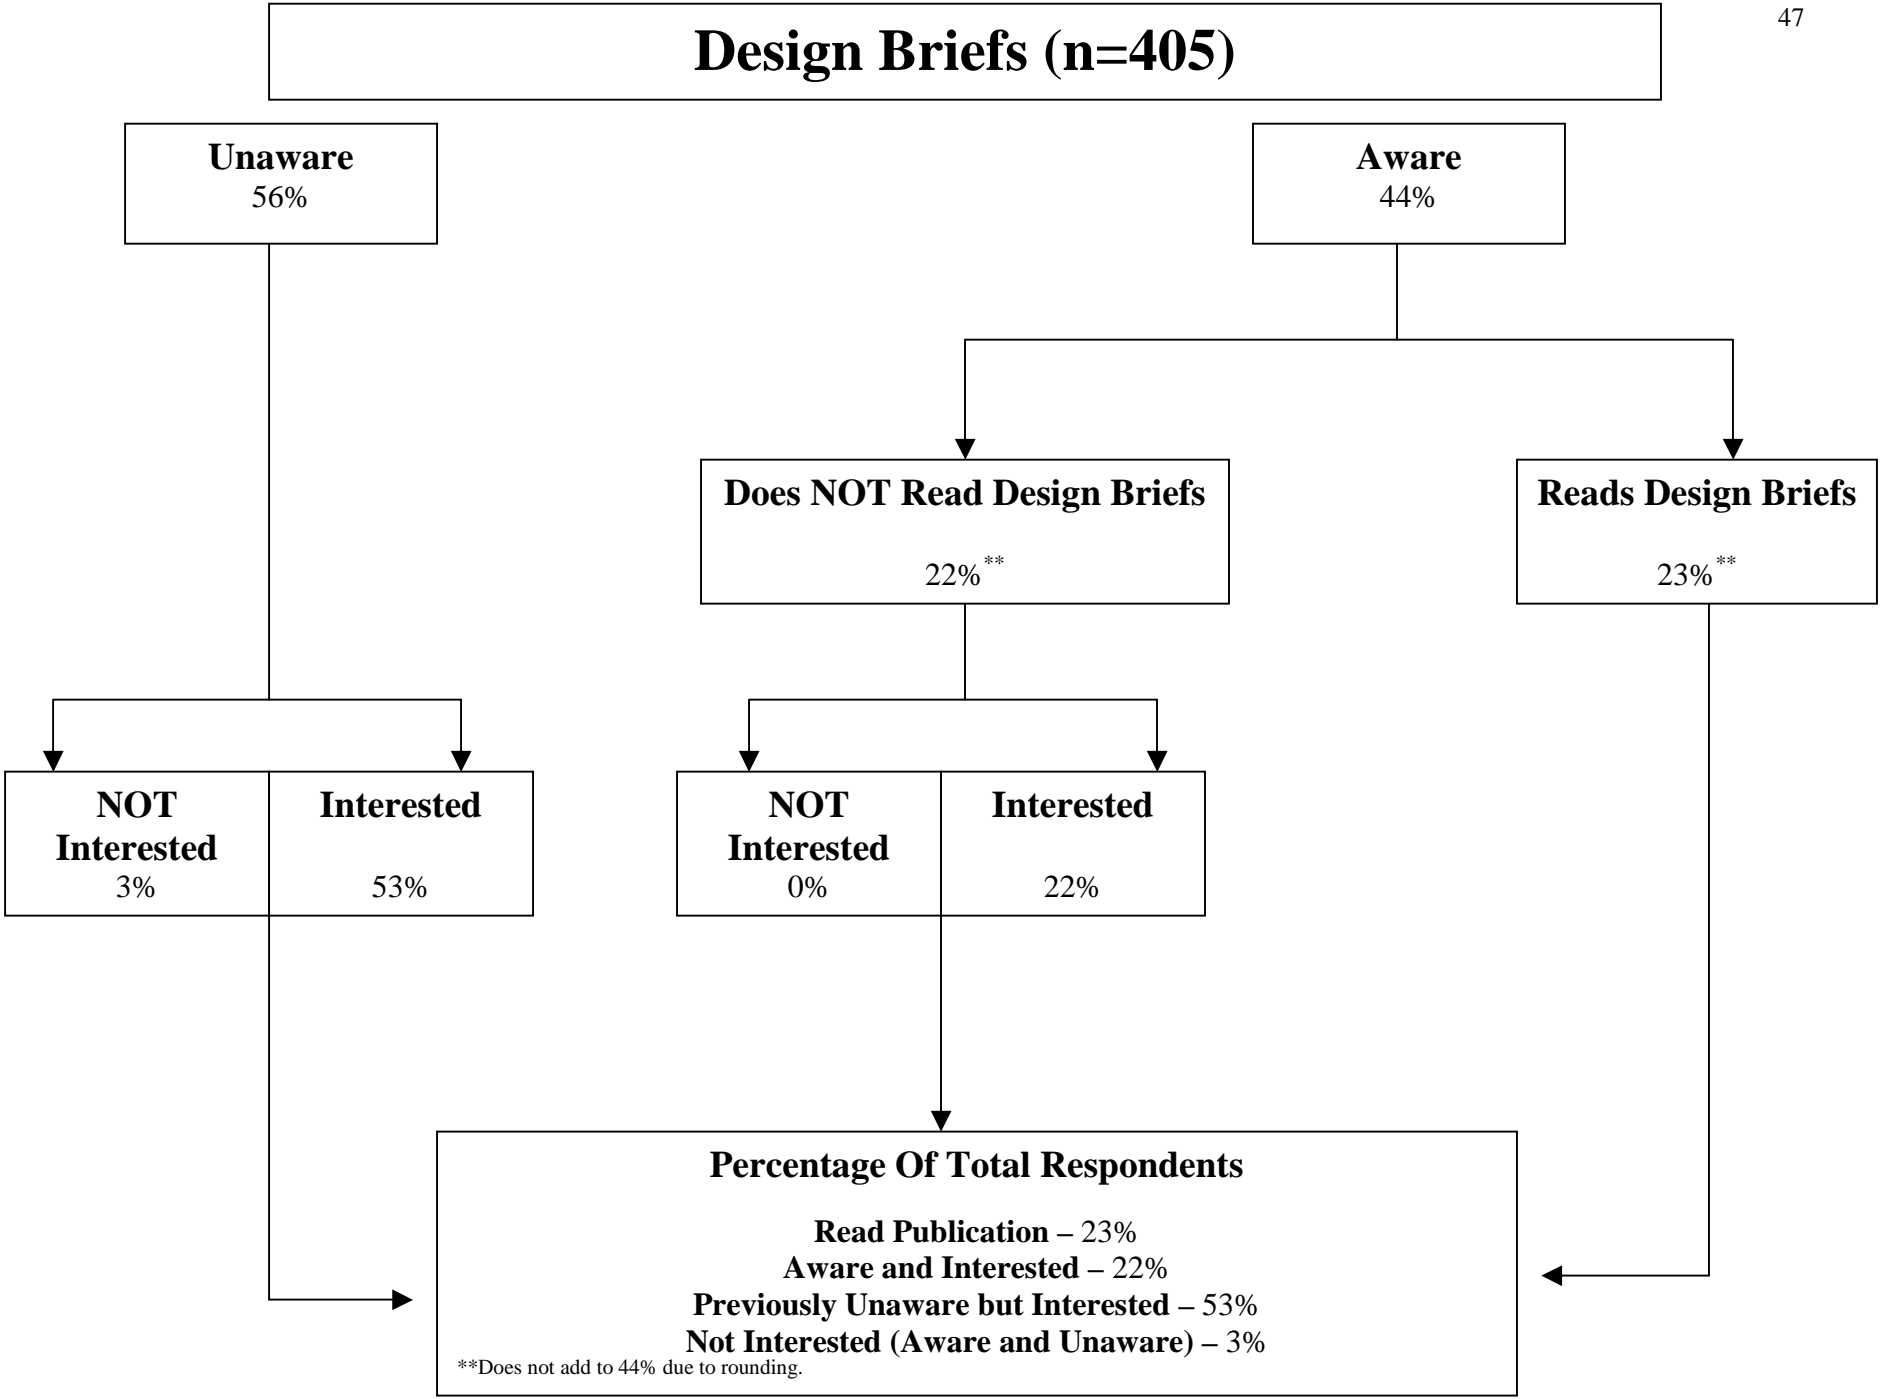 47
Design Briefs (n=405)
Unaware
56%
Aware
44%
Does NOT Read Design Briefs
22%**
Reads Design Briefs
23%**
NOT
Interested
3%
Interested
53%
NOT
Interested
0%
Interested
22%
Percentage Of Total Respondents
Read Publication – 23%
Aware and Interested – 22%
Previously Unaware but Interested – 53%
Not Interested (Aware and Unaware) – 3%
**Does not add to 44% due to rounding.